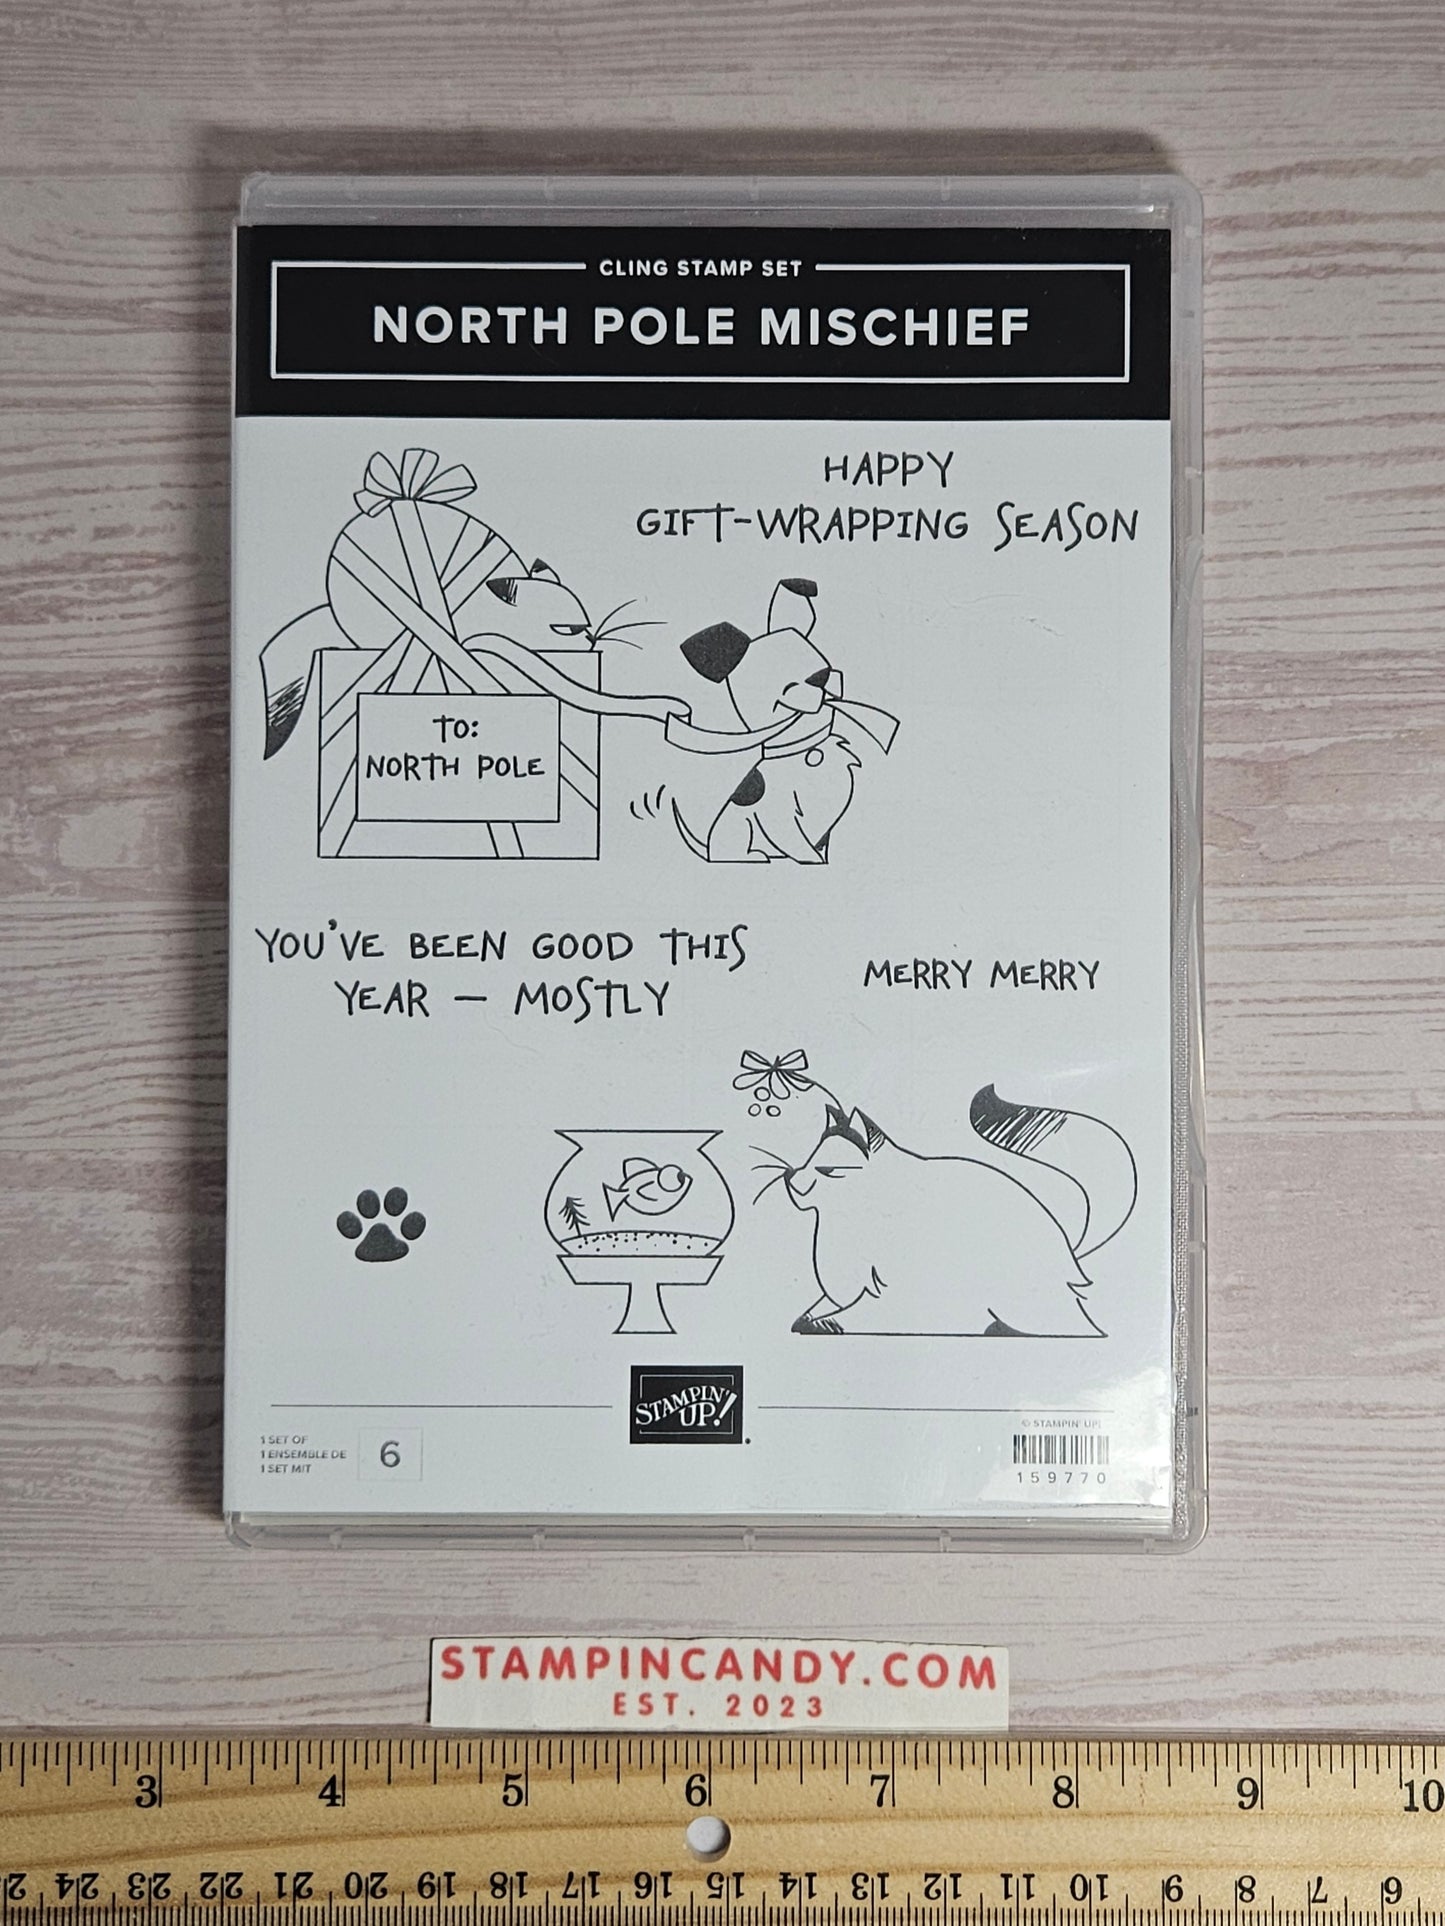 CLING STAMP SET
NORTH POLE MISCHIEF
HAPPY
GIFT-WRAPPING SEASON
TO:
NORTH POLE
YOU'VE BEEN GOOD THIS
YEAR — MOSTLY
MERRY MERRY
STAMPIN' UP!
1 SET OF
1 ENSEMBLE DE
1 SET MIT
6
© STAMPIN' UP!
159770
STAMPINCANDY.COM
EST. 2023
3 4 5 6 7 8 9 10
25 24 23 22 21 20 19 18 17 16 15 14 13 12 11 10 9 8 7 6